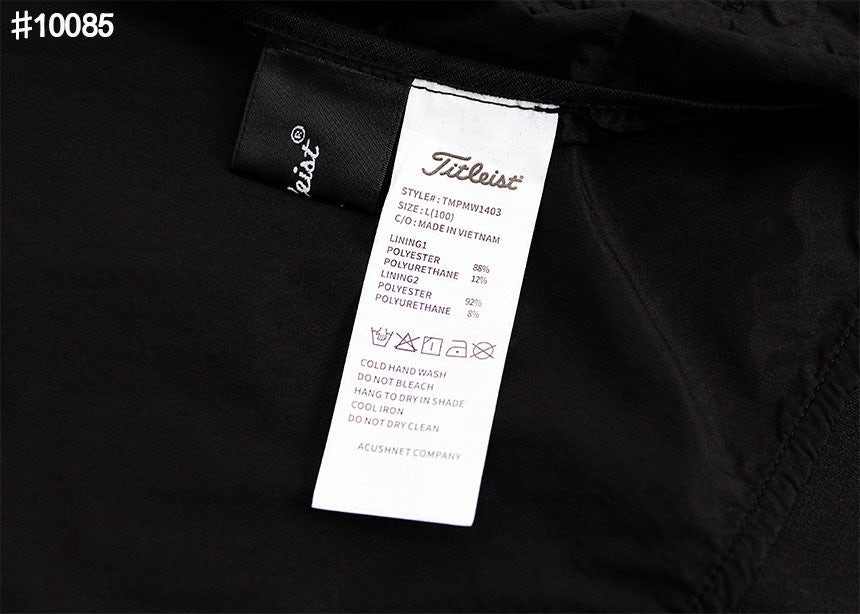 #10085
leist®
Titleist®
STYLE# : TMPMW1403
SIZE : L(100)
C/O : MADE IN VIETNAM
LINING1
POLYESTER 88%
POLYURETHANE 12%
LINING2
POLYESTER 92%
POLYURETHANE 8%
COLD HAND WASH
DO NOT BLEACH
HANG TO DRY IN SHADE
COOL IRON
DO NOT DRY CLEAN
ACUSHNET COMPANY